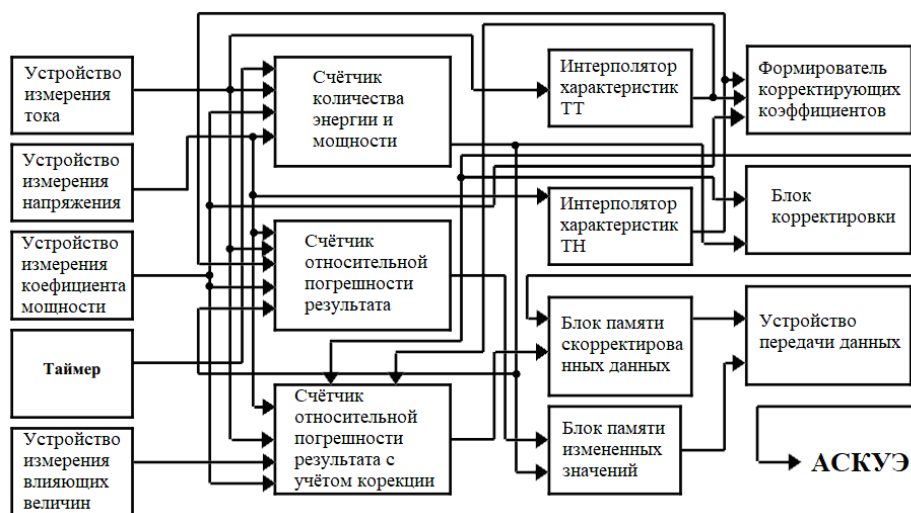 Устройство
измерения
тока
Устройство
измерения
напряжения
Устройство
измерения
коефициента
мощности
Таймер
Устройство
измерения
влияющих
величин
Счётчик
количества
энергии и
мощности
Счётчик
относительной
погрешности
результата
Счётчик
относительной
погрешности
результата с
учётом корекции
Интерполятор
характеристик
ТТ
Интерполятор
характеристик
ТН
Блок памяти
скорректирова
нных данных
Блок памяти
измененных
значений
Формирователь
корректирующих
коэффициентов
Блок
корректировки
Устройство
передачи данных
АСКУЭ